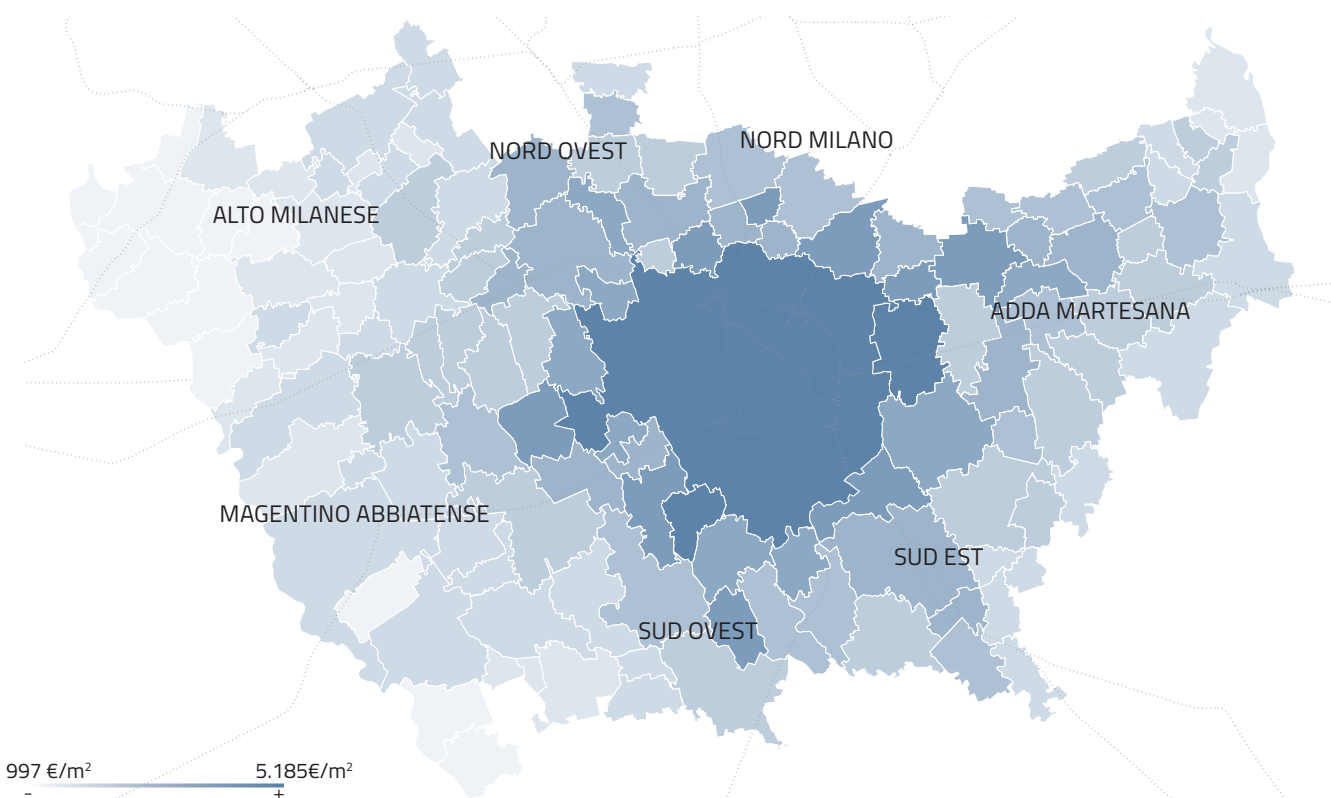 NORD MILANO
NORD OVEST
ALTO MILANESE
ADDA MARTESANA
MAGENTINO ABBIATENSE
SUD EST
SUD OVEST
997 €/m² 5.185€/m²
- +